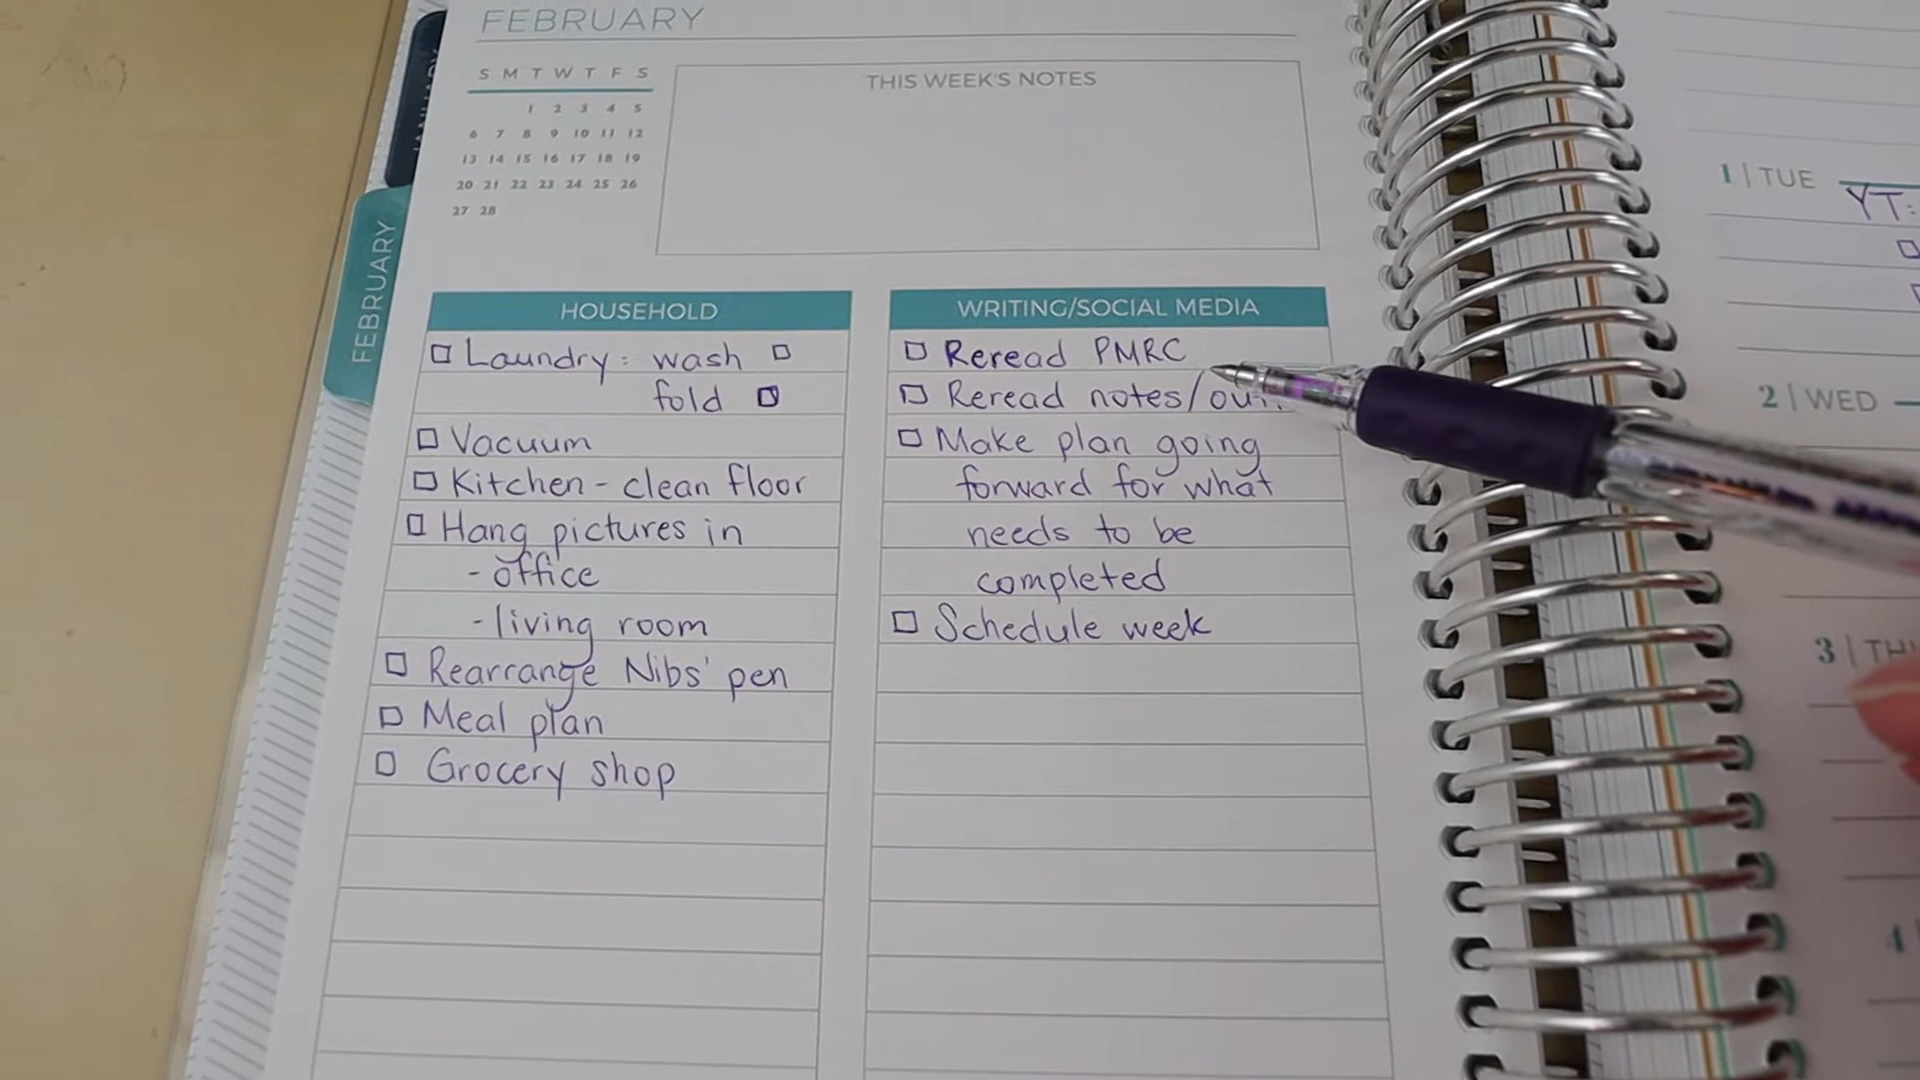 FEBRUARY
S M T W T F S
1 2 3 4 5
6 7 8 9 10 11 12
13 14 15 16 17 18 19
20 21 22 23 24 25 26
27 28
THIS WEEK'S NOTES
FEBRUARY
HOUSEHOLD
Laundry: wash
fold
Vacuum
Kitchen - clean floor
Hang pictures in
- office
- living room
Rearrange Nibs' pen
Meal plan
Grocery shop
WRITING/SOCIAL MEDIA
Reread PMRC
Reread notes/
Make plan going
forward for what
needs to be
completed
Schedule week
1 | TUE
YT:
2 | WED
3 | THU
4